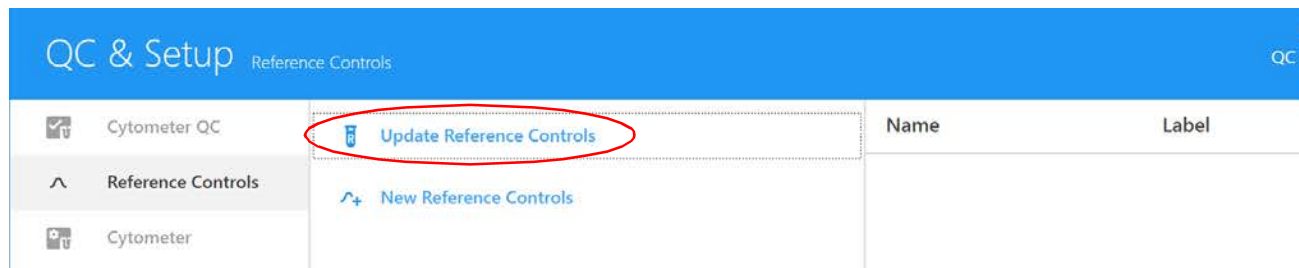 QC & Setup Reference Controls QC
Cytometer QC
Reference Controls
Cytometer
R Update Reference Controls
New Reference Controls
Name Label